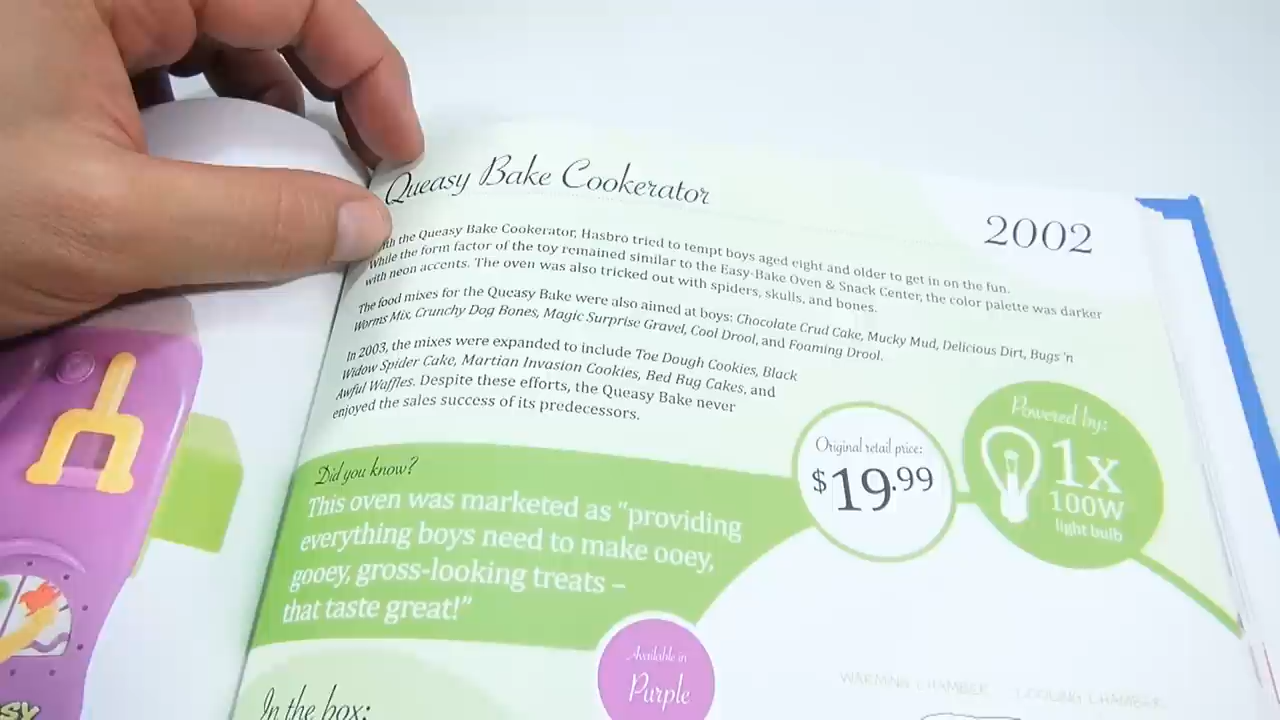 Queasy Bake Cookerator
2002
the Queasy Bake Cookerator, Hasbro tried to tempt boys aged eight and older to get in on the fun.
While the form factor of the toy remained similar to the Easy-Bake Oven & Snack Center, the color palette was darker
with neon accents. The oven was also tricked out with spiders, skulls, and bones.
The food mixes for the Queasy Bake were also aimed at boys: Chocolate Crud Cake, Mucky Mud, Delicious Dirt, Bugs 'n
Worms Mix, Crunchy Dog Bones, Magic Surprise Gravel, Cool Drool, and Foaming Drool.
In 2003, the mixes were expanded to include Toe Dough Cookies, Black
Widow Spider Cake, Martian Invasion Cookies, Bed Bug Cakes, and
Awful Waffles. Despite these efforts, the Queasy Bake never
enjoyed the sales success of its predecessors.
Did you know?
This oven was marketed as “providing
everything boys need to make ooey,
gooey, gross-looking treats –
that taste great!”
Original retail price:
$19.99
Powered by:
1x
100W
light bulb
Available in
Purple
In the box:
WARMING CHAMBER
COOLING CHAMBER